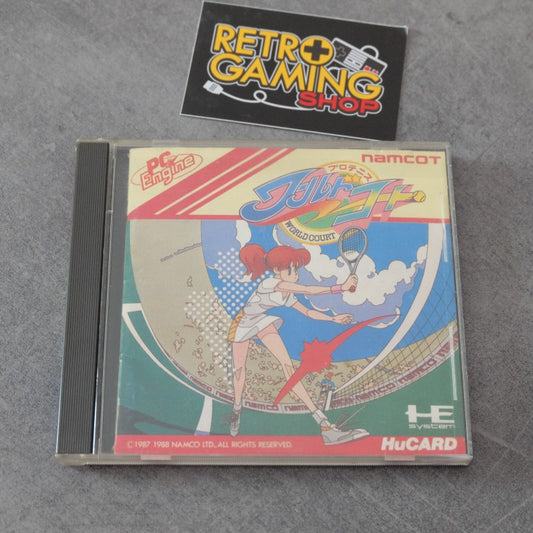 RETRO
GAMING
SHOP
PC
Engine
namcoT
プロテニス
ワールドコート
WORLD COURT
NAMCO
HE
system
HuCARD
© 1987 1988 NAMCO LTD., ALL RIGHTS RESERVED.